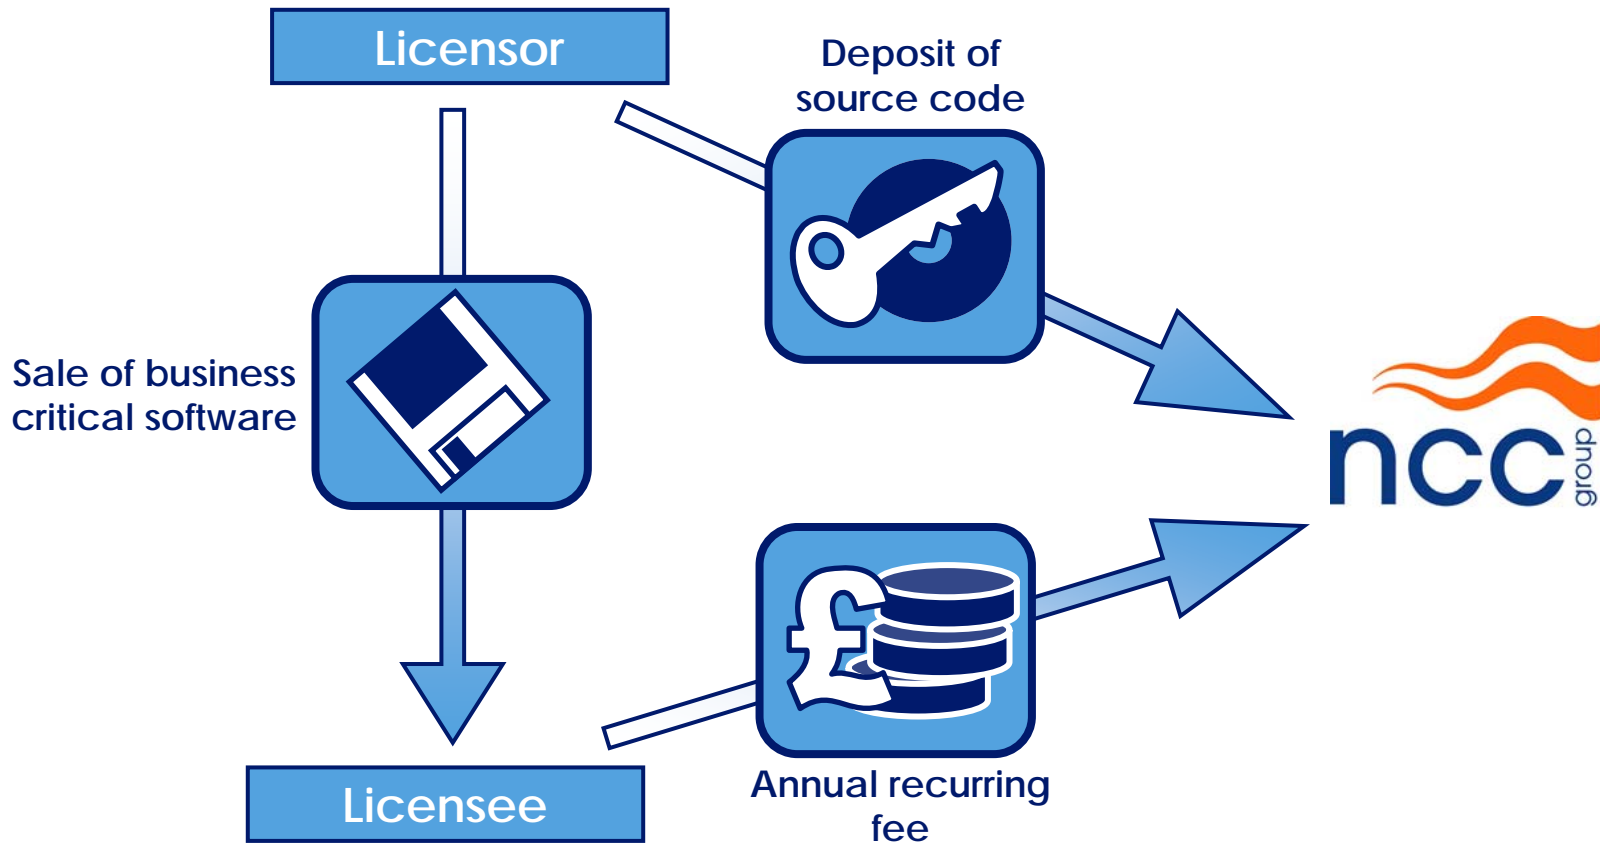 Licensor
Deposit of
source code
Sale of business
critical software
ncc
group
£
Licensee
Annual recurring
fee